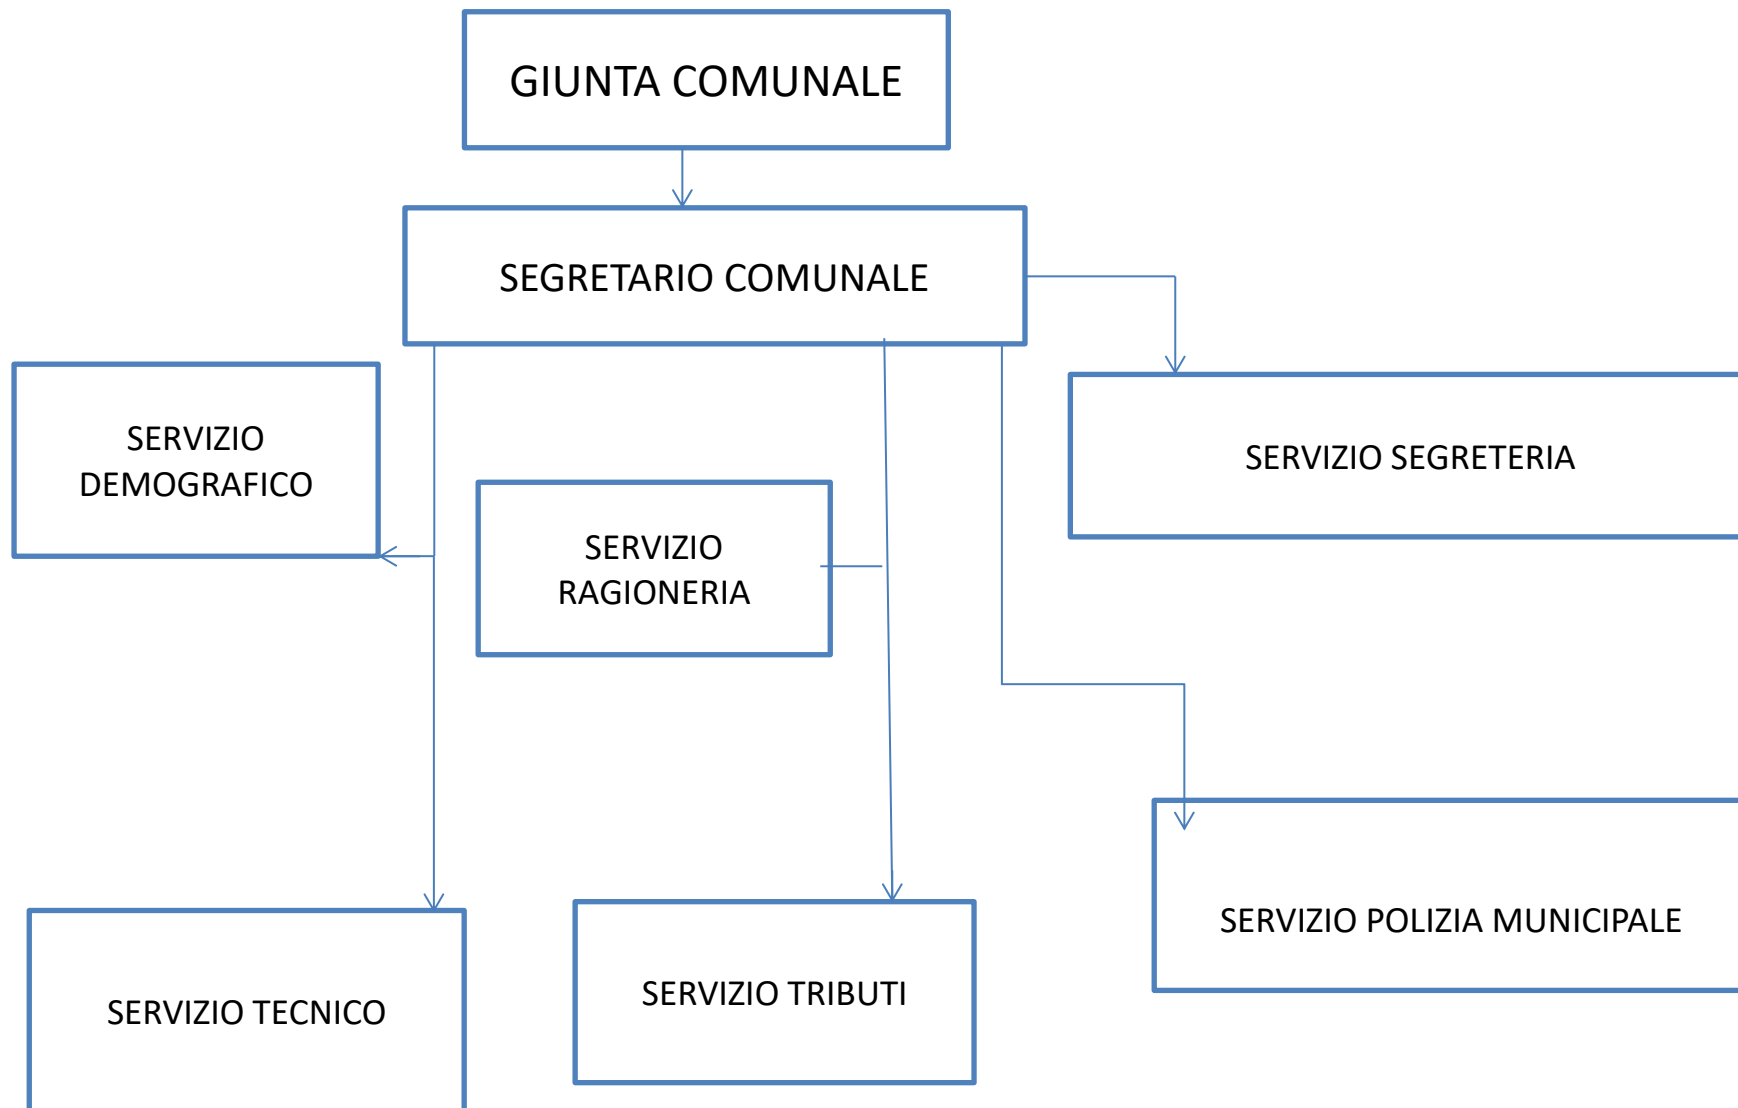 GIUNTA COMUNALE
SEGRETARIO COMUNALE
SERVIZIO
DEMOGRAFICO
SERVIZIO SEGRETERIA
SERVIZIO
RAGIONERIA
SERVIZIO POLIZIA MUNICIPALE
SERVIZIO TECNICO
SERVIZIO TRIBUTI